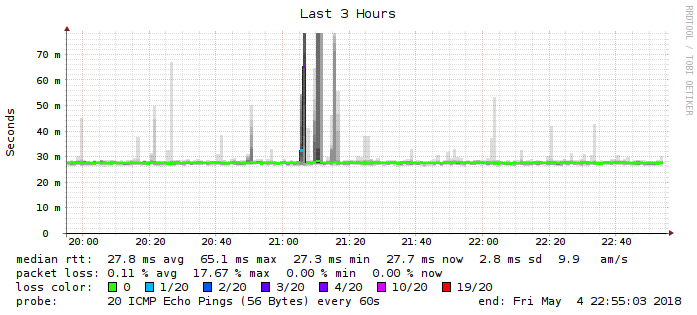 Last 3 Hours
RRDTOOL / TOBI OETIKER
Seconds
70 m
60 m
50 m
40 m
30 m
20 m
10 m
0
20:00 20:20 20:40 21:00 21:20 21:40 22:00 22:20 22:40
median rtt: 27.8 ms avg 65.1 ms max 27.3 ms min 27.7 ms now 2.8 ms sd 9.9 am/s
packet loss: 0.11 % avg 17.67 % max 0.00 % min 0.00 % now
loss color: 0 1/20 2/20 3/20 4/20 10/20 19/20
probe: 20 ICMP Echo Pings (56 Bytes) every 60s end: Fri May 4 22:55:03 2018